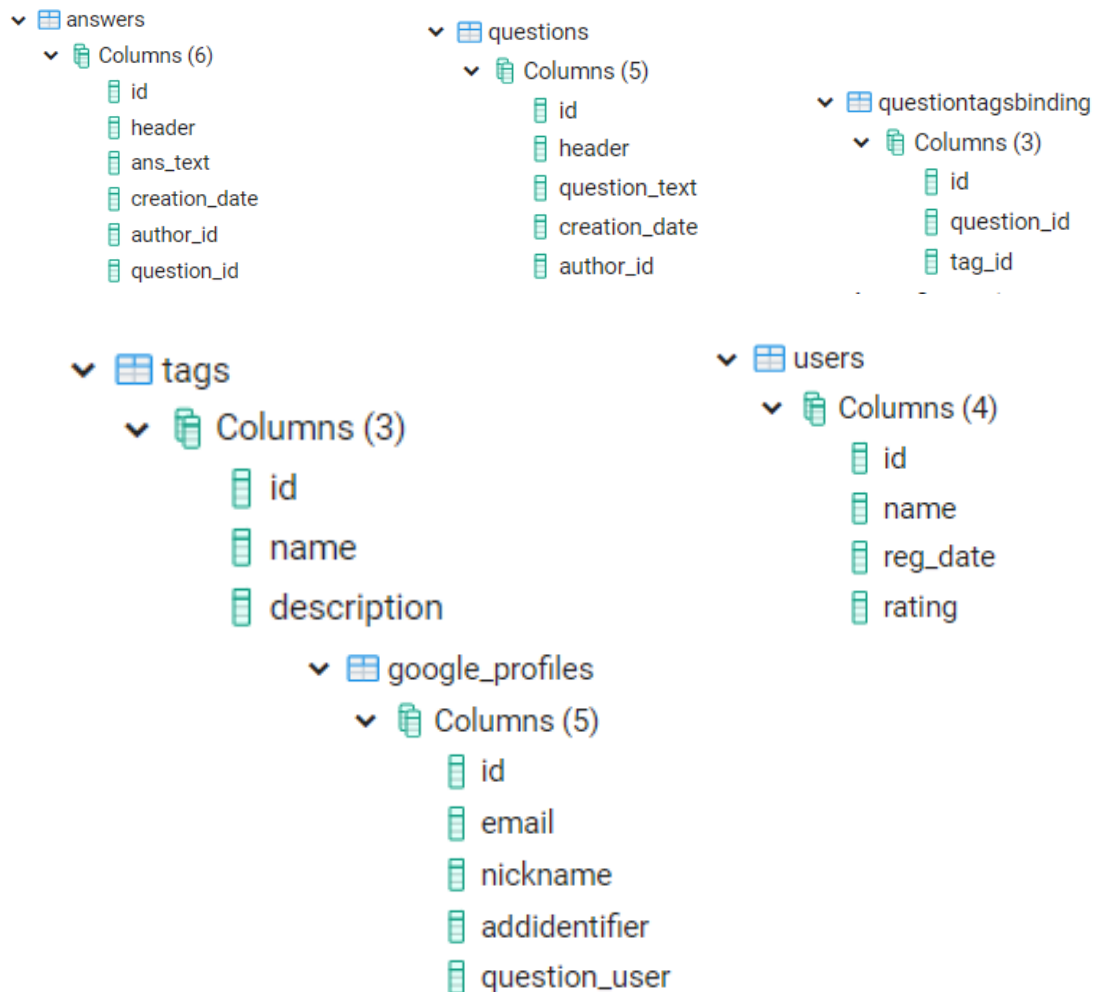 answers
Columns (6)
id
header
ans_text
creation_date
author_id
question_id
questions
Columns (5)
id
header
question_text
creation_date
author_id
questiontagsbinding
Columns (3)
id
question_id
tag_id
tags
Columns (3)
id
name
description
users
Columns (4)
id
name
reg_date
rating
google_profiles
Columns (5)
id
email
nickname
addidentifier
question_user